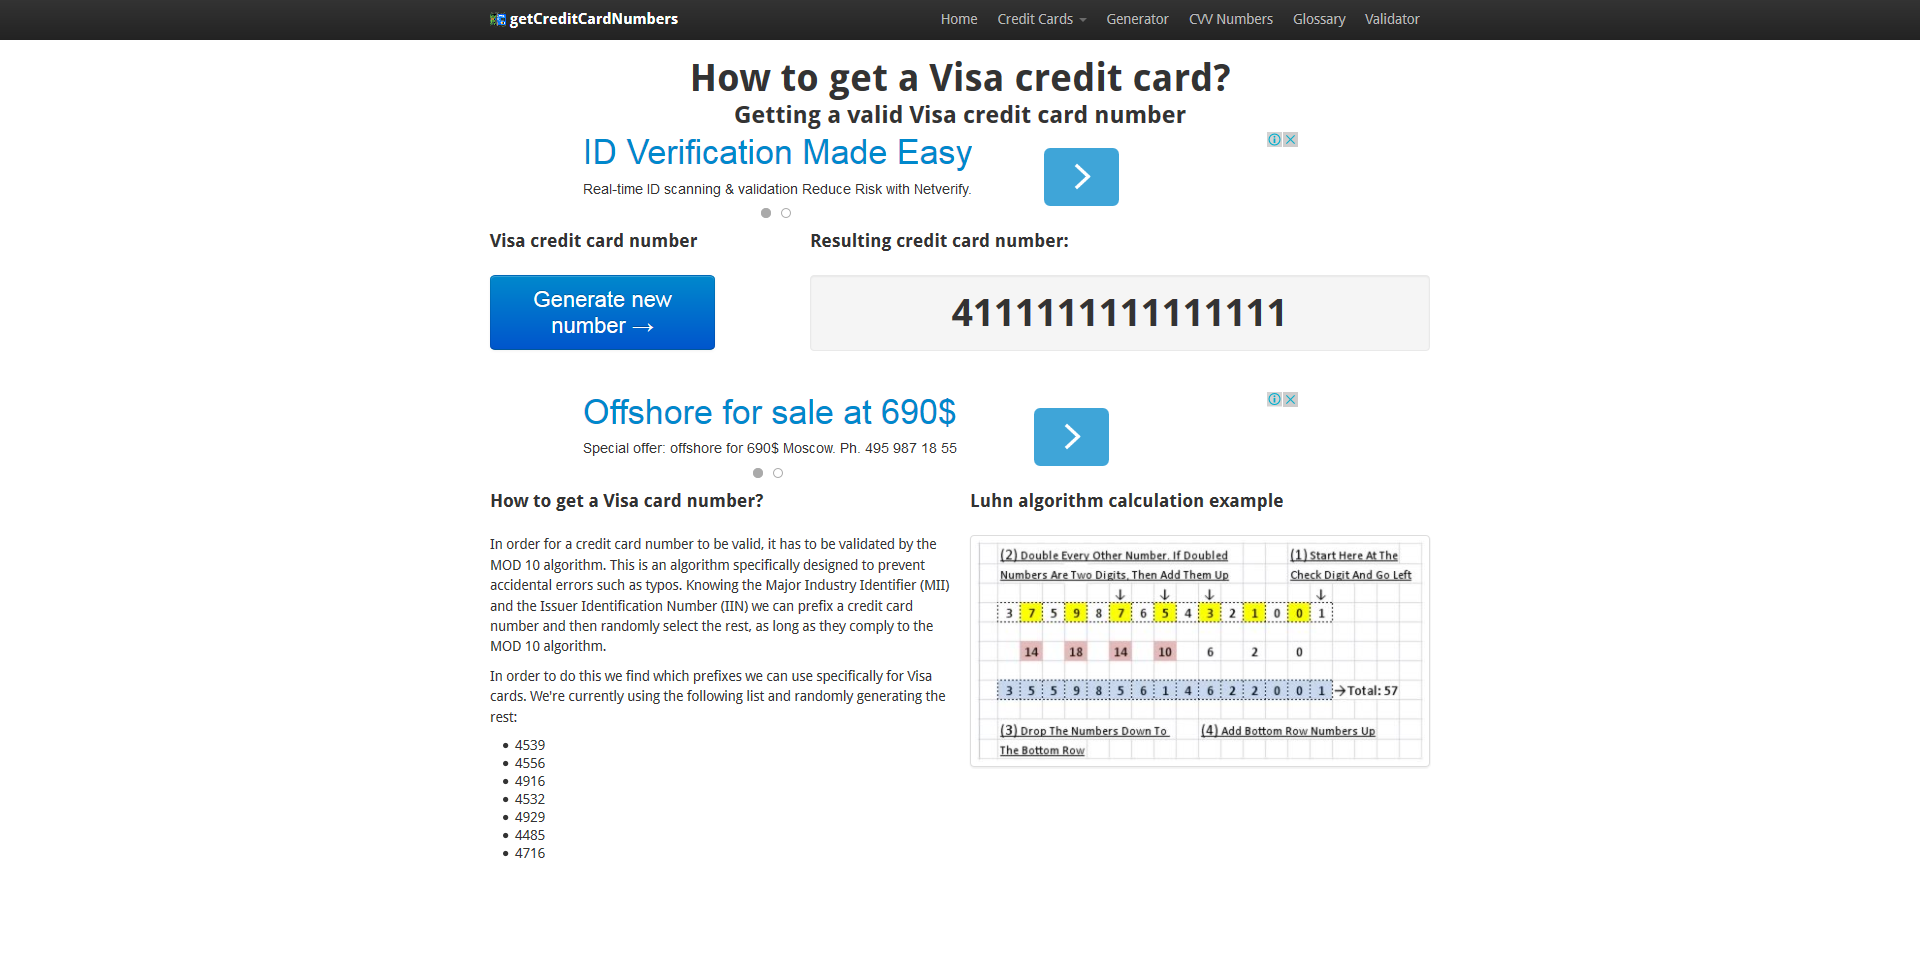 getCreditCardNumbers
Home Credit Cards Generator CVV Numbers Glossary Validator
How to get a Visa credit card?
Getting a valid Visa credit card number
ID Verification Made Easy
Real-time ID scanning & validation Reduce Risk with Netverify.
Visa credit card number
Generate new
number →
Resulting credit card number:
4111111111111111
Offshore for sale at 690$
Special offer: offshore for 690$ Moscow. Ph. 495 987 18 55
How to get a Visa card number?
In order for a credit card number to be valid, it has to be validated by the
MOD 10 algorithm. This is an algorithm specifically designed to prevent
accidental errors such as typos. Knowing the Major Industry Identifier (MII)
and the Issuer Identification Number (IIN) we can prefix a credit card
number and then randomly select the rest, as long as they comply to the
MOD 10 algorithm.
In order to do this we find which prefixes we can use specifically for Visa
cards. We're currently using the following list and randomly generating the
rest:
• 4539
• 4556
• 4916
• 4532
• 4929
• 4485
• 4716
Luhn algorithm calculation example
(2) Double Every Other Number. If Doubled
Numbers Are Two Digits, Then Add Them Up
(1) Start Here At The
Check Digit And Go Left
3 7 5 9 8 7 6 5 4 3 2 1 0 0 1
14 18 14 10 6 2 0
3 5 5 9 8 5 6 1 4 6 2 2 0 0 1 →Total: 57
(3) Drop The Numbers Down To
The Bottom Row
(4) Add Bottom Row Numbers Up